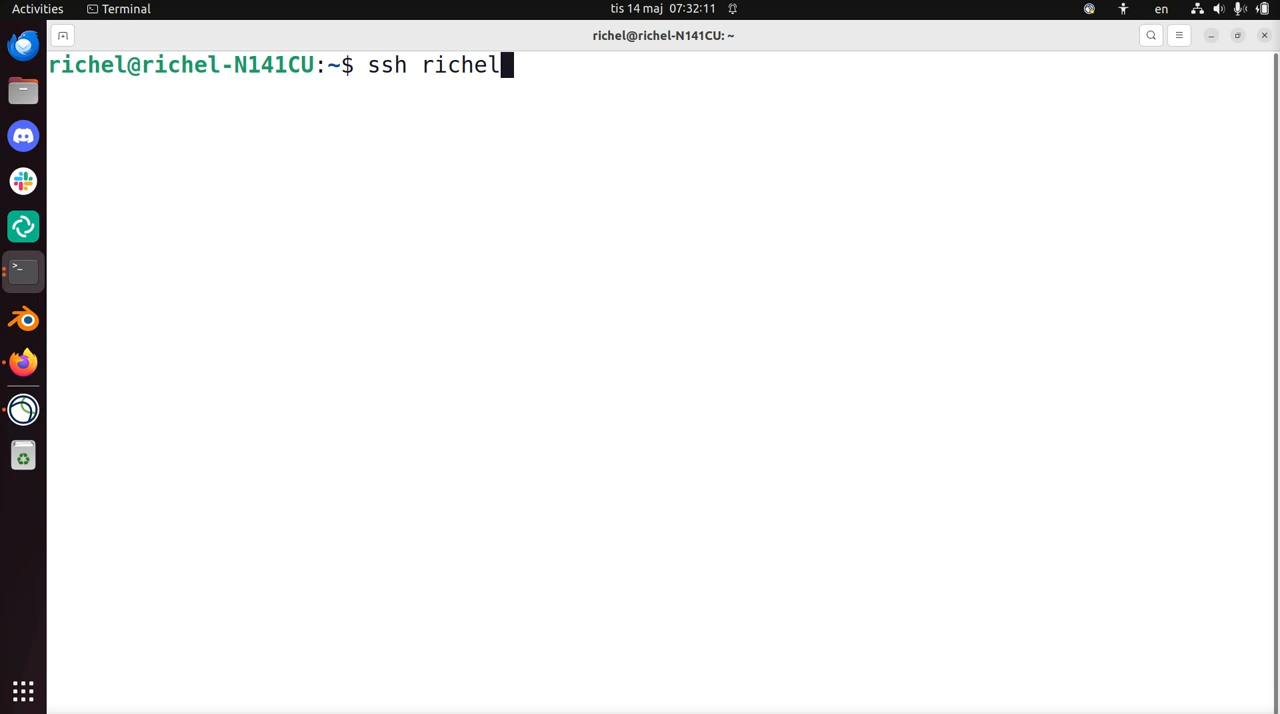 Activities Terminal tis 14 maj 07:32:11 en
richel@richel-N141CU: ~
richel@richel-N141CU:~$ ssh richel